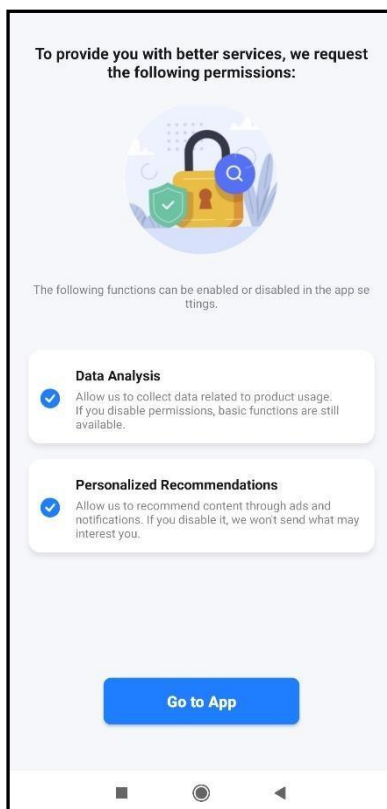 To provide you with better services, we request
the following permissions:
The following functions can be enabled or disabled in the app se
ttings.
Data Analysis
Allow us to collect data related to product usage.
If you disable permissions, basic functions are still
available.
Personalized Recommendations
Allow us to recommend content through ads and
notifications. If you disable it, we won't send what may
interest you.
Go to App